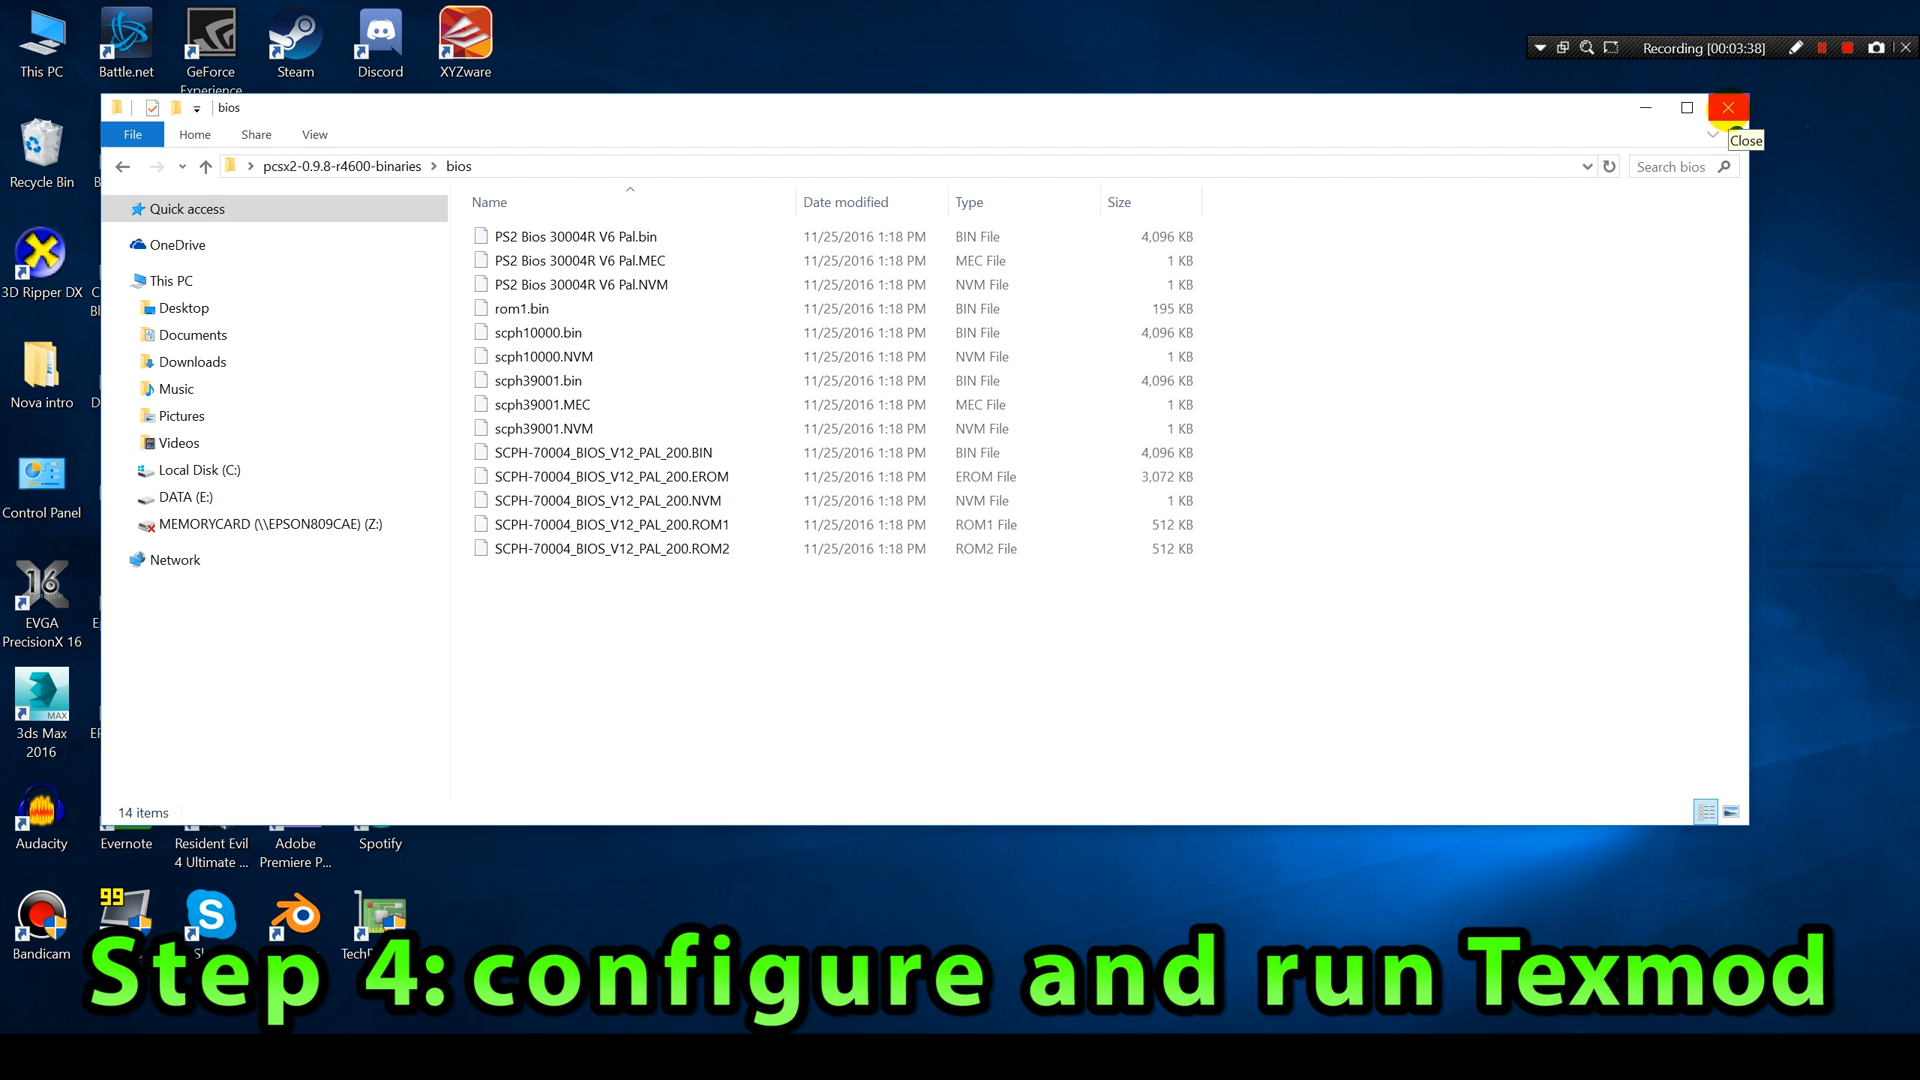 This PC
Battle.net
GeForce
Experience
Steam
Discord
XYZware
Recording [00:03:38]
bios
File
Home
Share
View
Close
pcsx2-0.9.8-r4600-binaries
bios
Search bios
Name
Date modified
Type
Size
PS2 Bios 30004R V6 Pal.bin 11/25/2016 1:18 PM BIN File 4,096 KB
PS2 Bios 30004R V6 Pal.MEC 11/25/2016 1:18 PM MEC File 1 KB
PS2 Bios 30004R V6 Pal.NVM 11/25/2016 1:18 PM NVM File 1 KB
rom1.bin 11/25/2016 1:18 PM BIN File 195 KB
scph10000.bin 11/25/2016 1:18 PM BIN File 4,096 KB
scph10000.NVM 11/25/2016 1:18 PM NVM File 1 KB
scph39001.bin 11/25/2016 1:18 PM BIN File 4,096 KB
scph39001.MEC 11/25/2016 1:18 PM MEC File 1 KB
scph39001.NVM 11/25/2016 1:18 PM NVM File 1 KB
SCPH-70004_BIOS_V12_PAL_200.BIN 11/25/2016 1:18 PM BIN File 4,096 KB
SCPH-70004_BIOS_V12_PAL_200.EROM 11/25/2016 1:18 PM EROM File 3,072 KB
SCPH-70004_BIOS_V12_PAL_200.NVM 11/25/2016 1:18 PM NVM File 1 KB
SCPH-70004_BIOS_V12_PAL_200.ROM1 11/25/2016 1:18 PM ROM1 File 512 KB
SCPH-70004_BIOS_V12_PAL_200.ROM2 11/25/2016 1:18 PM ROM2 File 512 KB
Quick access
OneDrive
This PC
Desktop
Documents
Downloads
Music
Pictures
Videos
Local Disk (C:)
DATA (E:)
MEMORYCARD (\\EPSON809CAE) (Z:)
Network
14 items
Recycle Bin
3D Ripper DX
Nova intro
Control Panel
16
EVGA
PrecisionX 16
MAX
3ds Max
2016
Audacity
Evernote
Resident Evil
4 Ultimate ...
Adobe
Premiere P...
Spotify
99
Bandicam
Step 4: configure and run Texmod